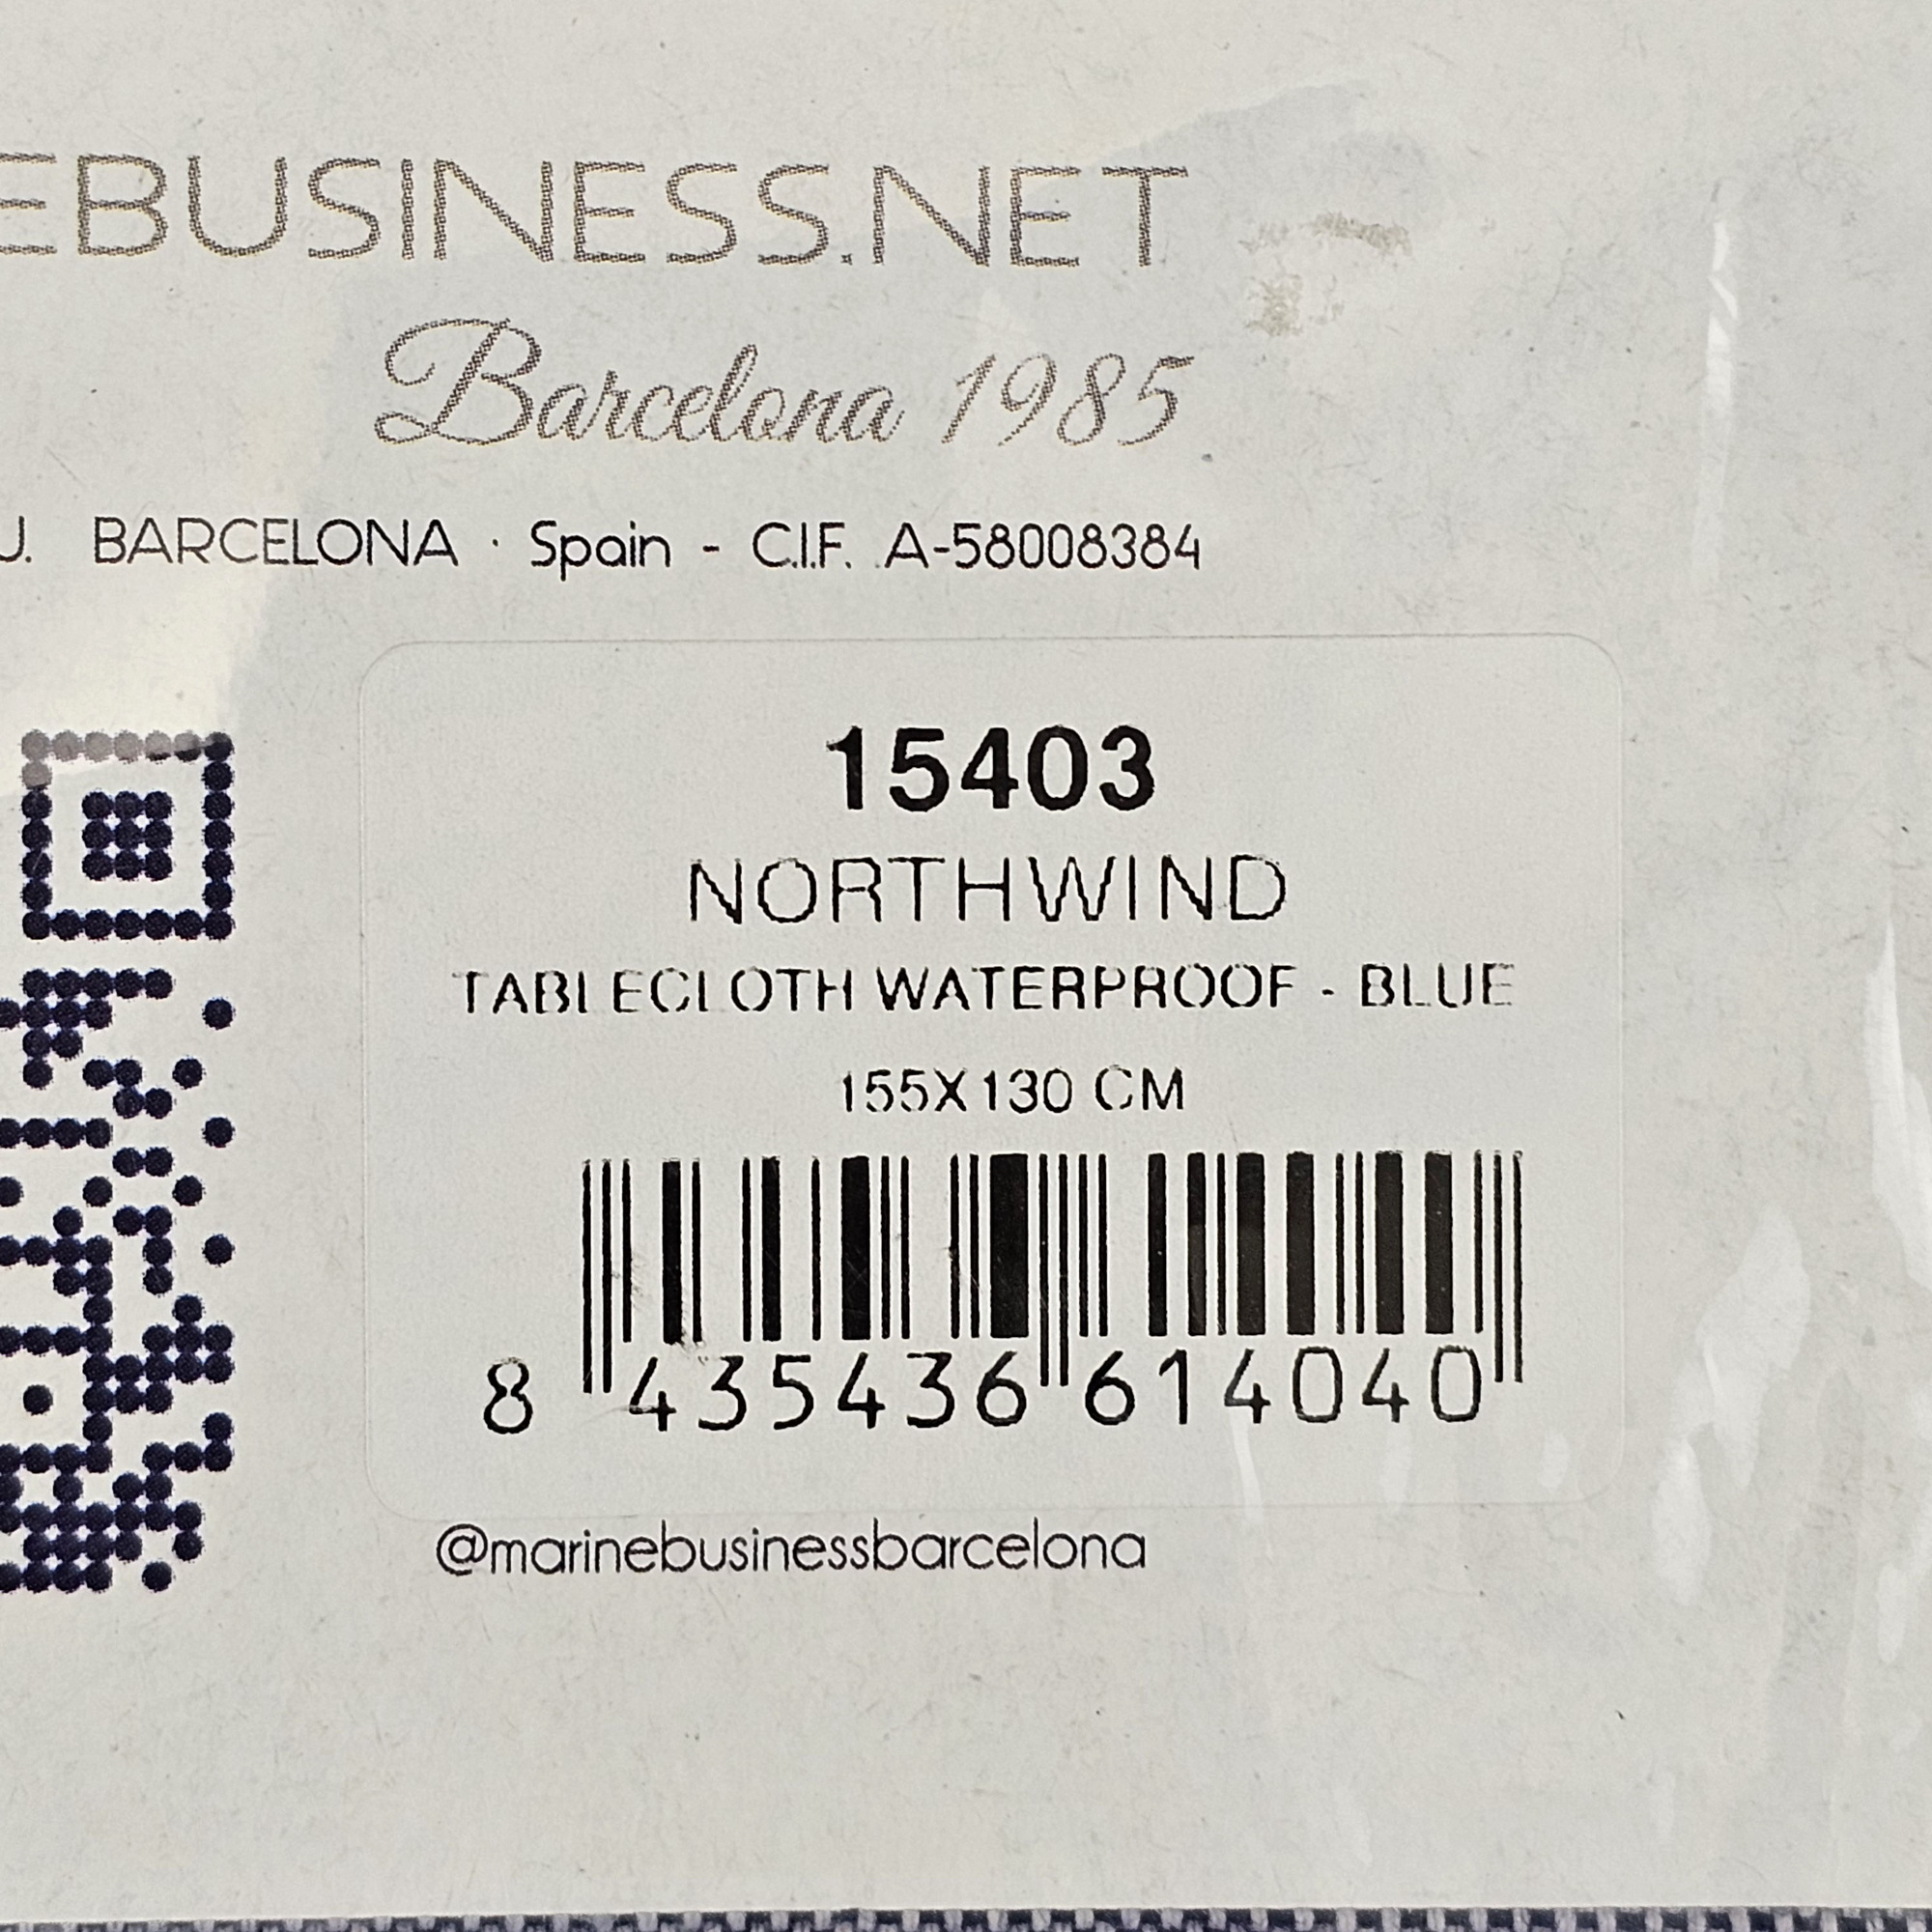 EBUSINESS.NET
Barcelona 1985
U. BARCELONA · Spain - C.I.F. A-58008384
15403
NORTHWIND
TABLECLOTH WATERPROOF - BLUE
155X130 CM
8 435436 614040
@marinebusinessbarcelona